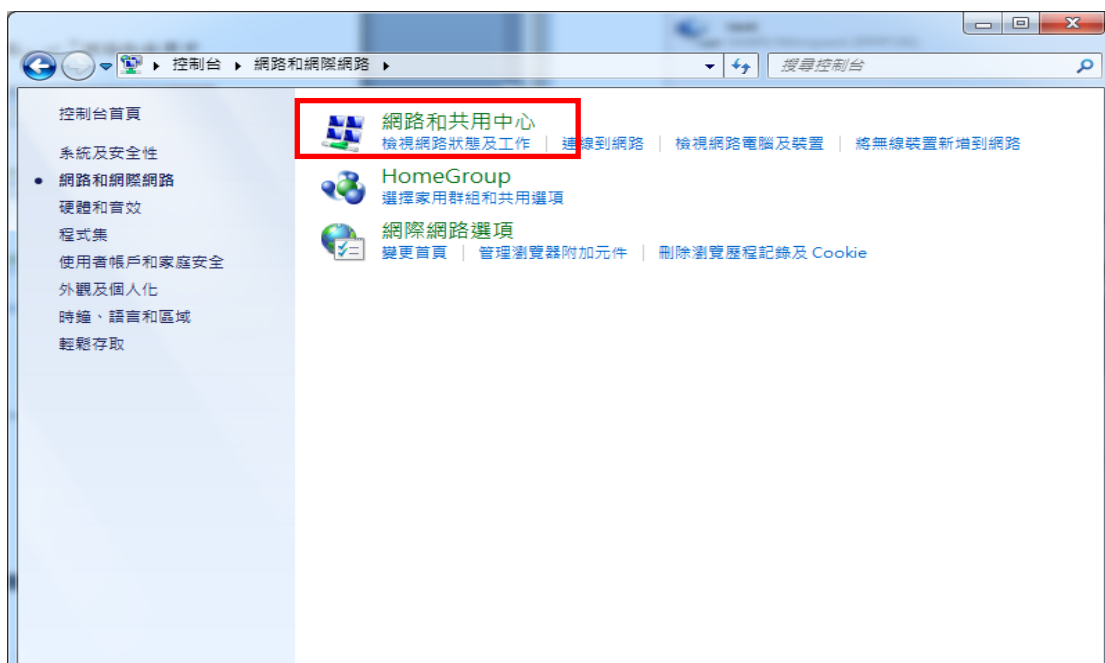 控制台 ▸ 網路和網際網路 ▸
搜尋控制台
控制台首頁
系統及安全性
網路和網際網路
硬體和音效
程式集
使用者帳戶和家庭安全
外觀及個人化
時鐘、語言和區域
輕鬆存取
網路和共用中心
檢視網路狀態及工作 | 連線到網路 | 檢視網路電腦及裝置 | 將無線裝置新增到網路
HomeGroup
選擇家用群組和共用選項
網際網路選項
變更首頁 | 管理瀏覽器附加元件 | 刪除瀏覽歷程記錄及 Cookie